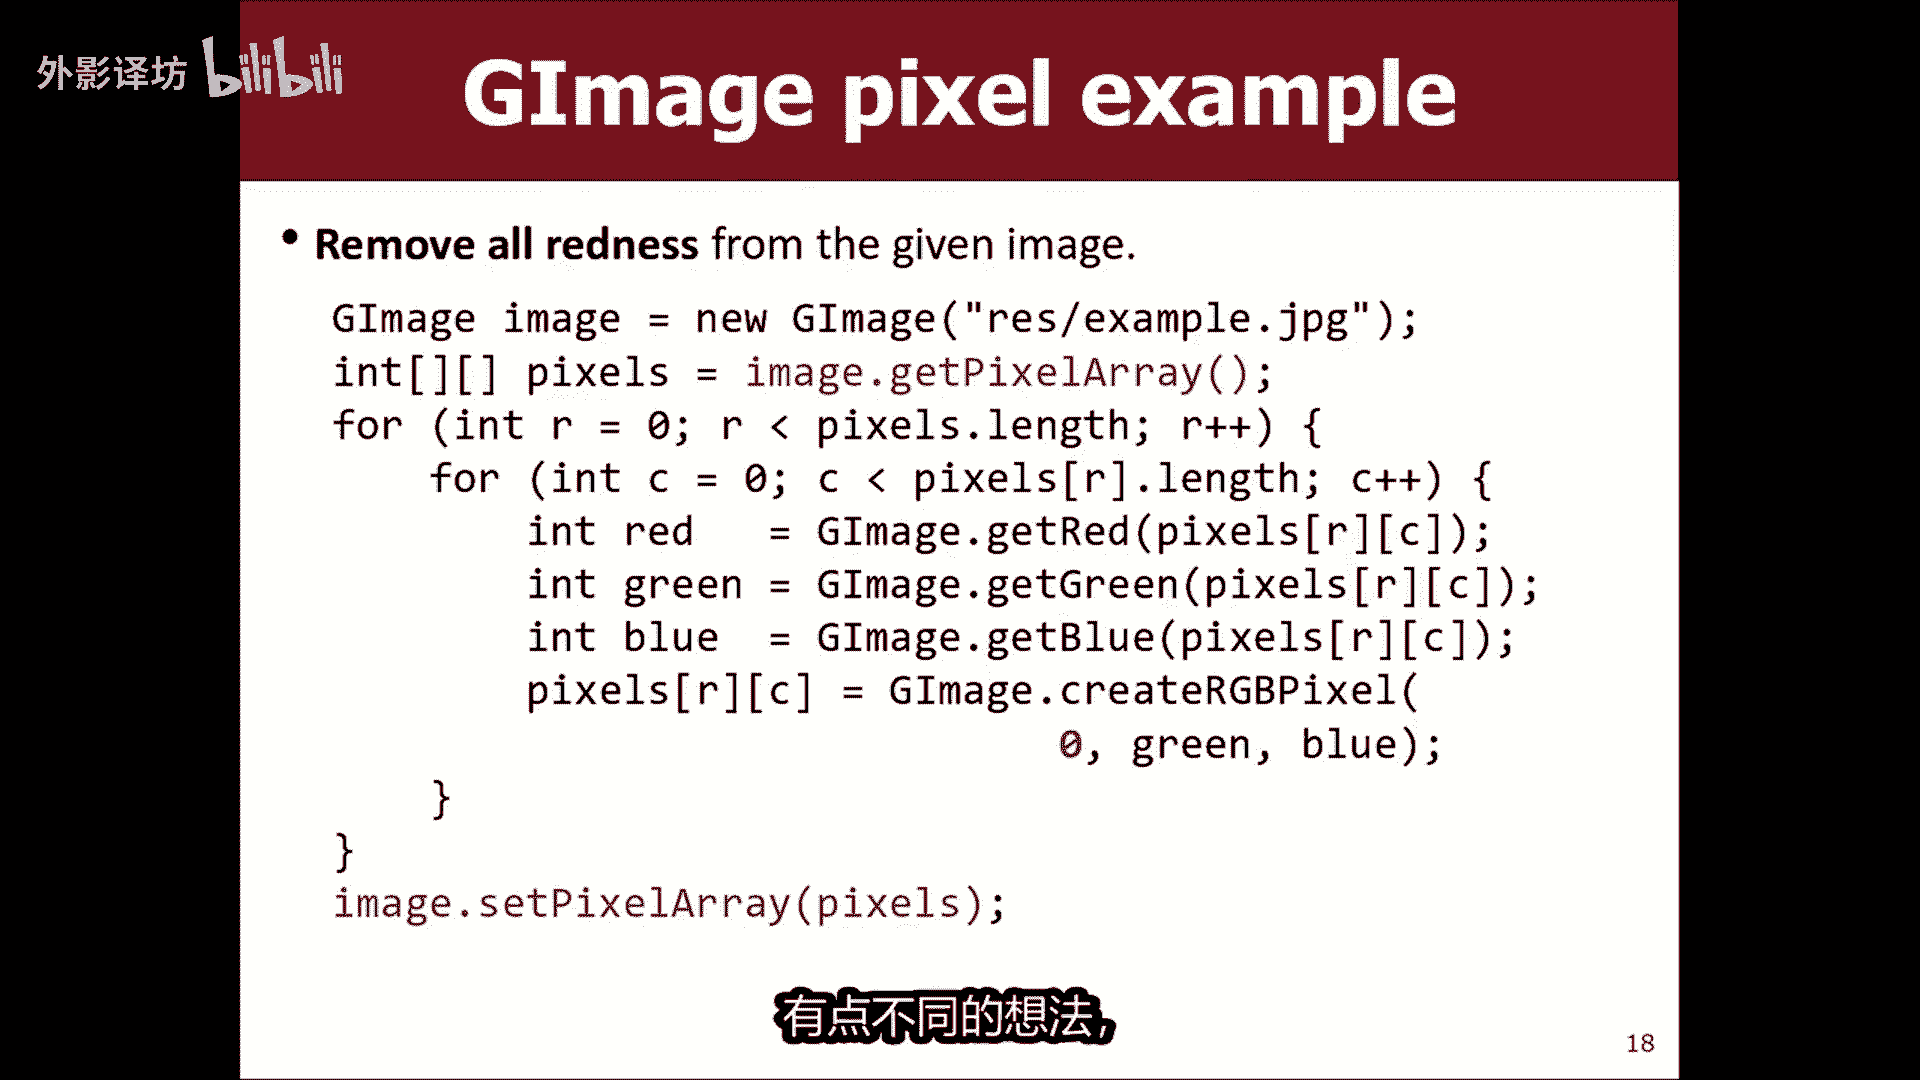 外影译坊 bilibili
GImage pixel example
• Remove all redness from the given image.
GImage image = new GImage("res/example.jpg");
int[][] pixels = image.getPixelArray();
for (int r = 0; r < pixels.length; r++) {
    for (int c = 0; c < pixels[r].length; c++) {
        int red   = GImage.getRed(pixels[r][c]);
        int green = GImage.getGreen(pixels[r][c]);
        int blue  = GImage.getBlue(pixels[r][c]);
        pixels[r][c] = GImage.createRGBPixel(
                              0, green, blue);
    }
}
image.setPixelArray(pixels);
有点不同的想法,
18